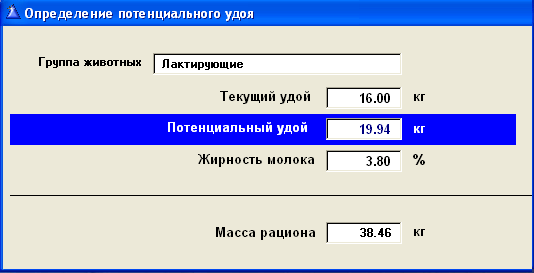 Определение потенциального удоя
Группа животных Лактирующие
Текущий удой 16.00 кг
Потенциальный удой 19.94 кг
Жирность молока 3.80 %
Масса рациона 38.46 кг